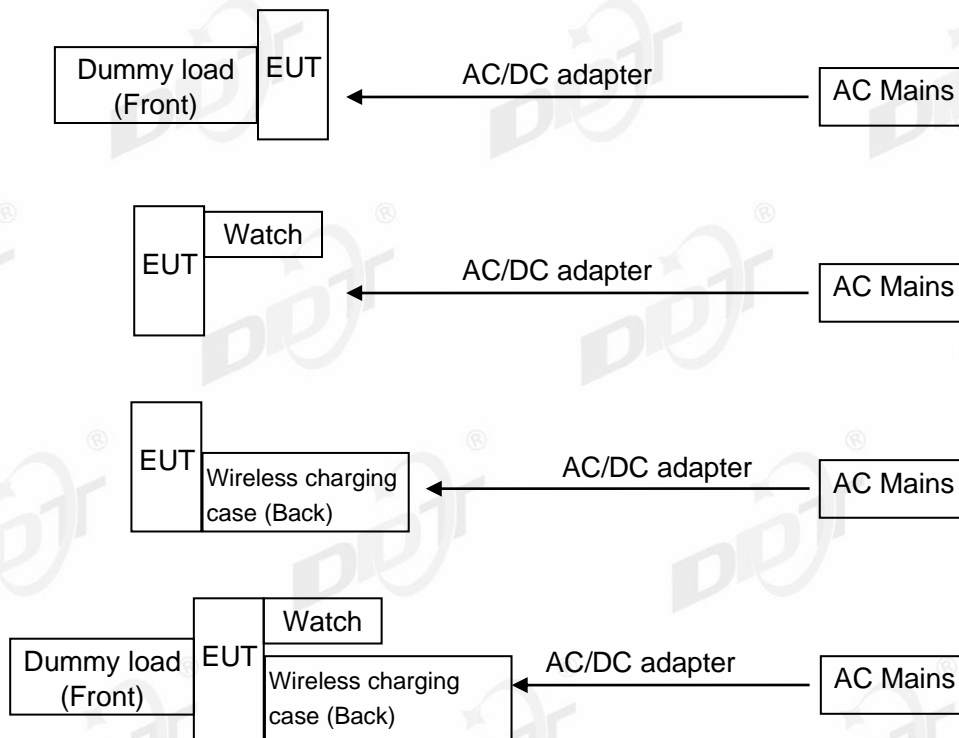 Dummy load
(Front)
EUT
AC/DC adapter
AC Mains
EUT
Watch
AC/DC adapter
AC Mains
EUT
Wireless charging
case (Back)
AC/DC adapter
AC Mains
Dummy load
(Front)
EUT
Watch
Wireless charging
case (Back)
AC/DC adapter
AC Mains